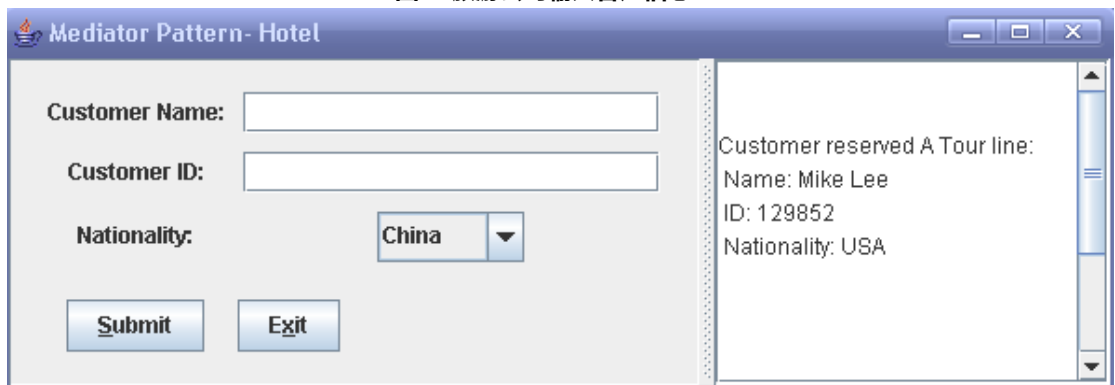 Mediator Pattern- Hotel
Customer Name:
Customer ID:
Nationality:
China
Submit
Exit
Customer reserved A Tour line:
Name: Mike Lee
ID: 129852
Nationality: USA